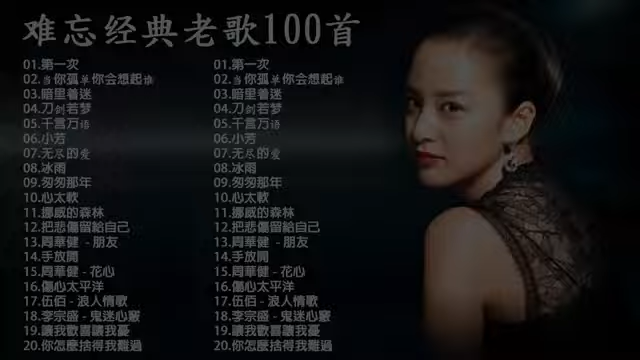 难忘经典老歌100首
01.第一次
02.当你孤单你会想起谁
03.暗里着迷
04.刀剑若梦
05.千言万语
06.小芳
07.无尽的爱
08.冰雨
09.匆匆那年
10.心太軟
11.挪威的森林
12.把悲傷留給自己
13.周華健 - 朋友
14.手放開
15.周華健 - 花心
16.傷心太平洋
17.伍佰 - 浪人情歌
18.李宗盛 - 鬼迷心竅
19.讓我歡喜讓我憂
20.你怎麼捨得我難過
01.第一次
02.当你孤单你会想起谁
03.暗里着迷
04.刀剑若梦
05.千言万语
06.小芳
07.无尽的爱
08.冰雨
09.匆匆那年
10.心太軟
11.挪威的森林
12.把悲傷留給自己
13.周華健 - 朋友
14.手放開
15.周華健 - 花心
16.傷心太平洋
17.伍佰 - 浪人情歌
18.李宗盛 - 鬼迷心竅
19.讓我歡喜讓我憂
20.你怎麼捨得我難過